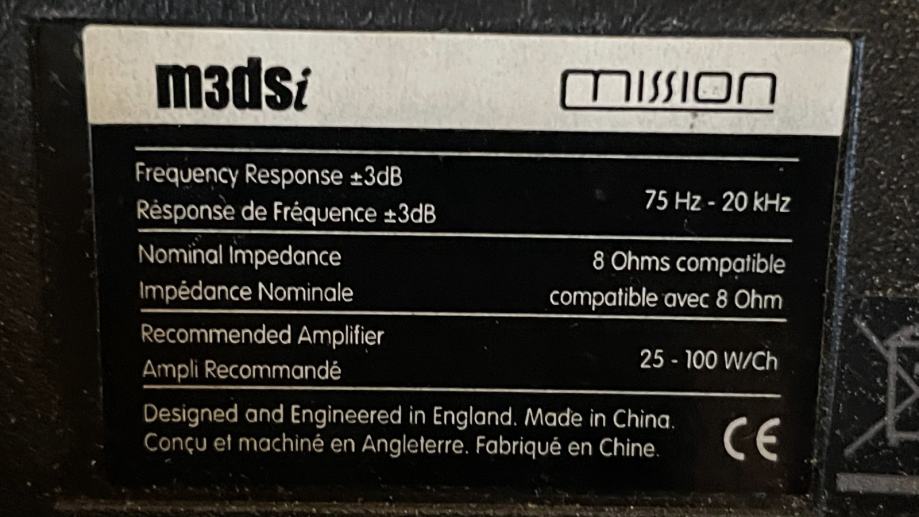 m3dsi mission
Frequency Response ±3dB
Résponse de Fréquence ±3dB
75 Hz - 20 kHz
Nominal Impedance 8 Ohms compatible
Impédance Nominale compatible avec 8 Ohm
Recommended Amplifier
Ampli Recommandé
25 - 100 W/Ch
Designed and Engineered in England. Made in China.
Conçu et machiné en Angleterre. Fabriqué en Chine.
CE